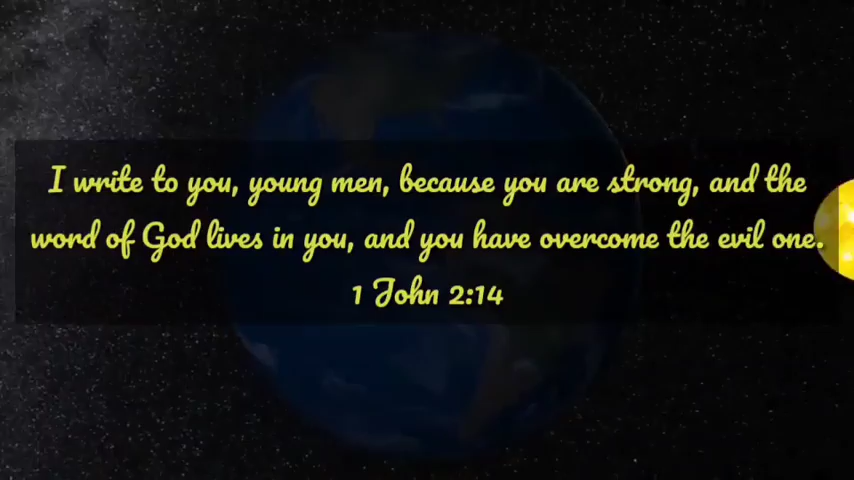 I write to you, young men, because you are strong, and the
word of God lives in you, and you have overcome the evil one.
1 John 2:14